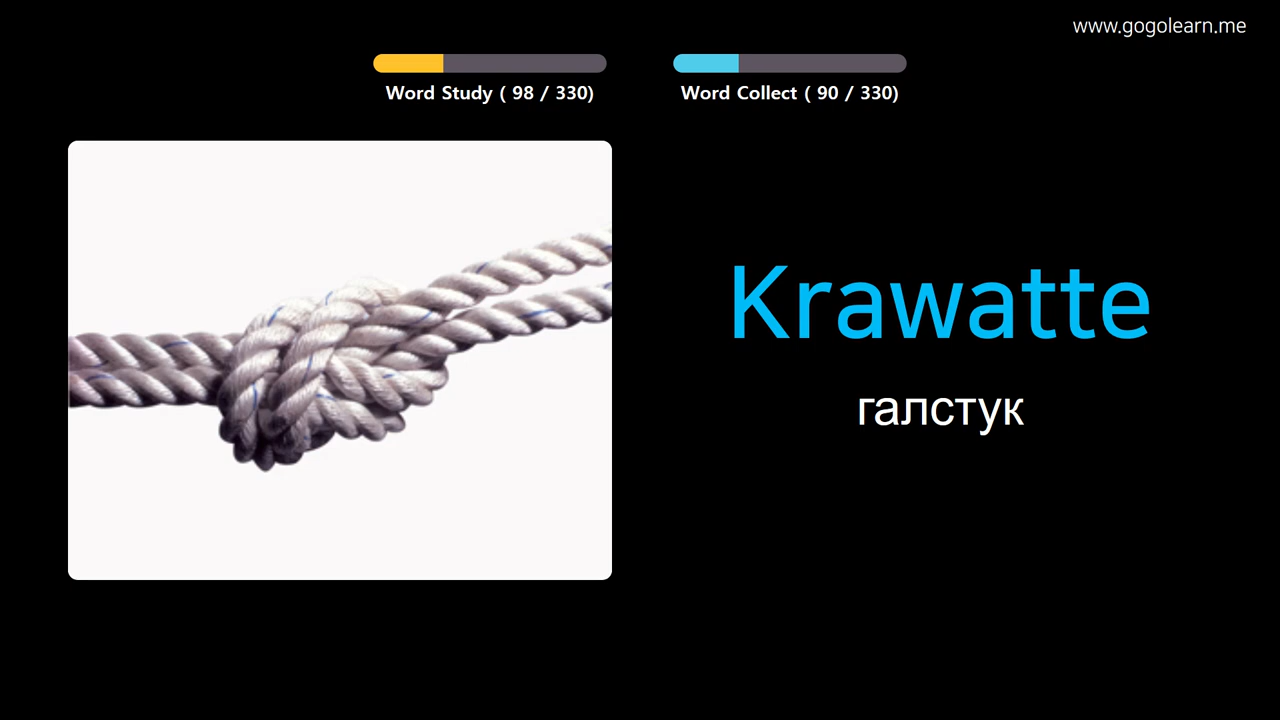 www.gogolearn.me
Word Study ( 98 / 330)
Word Collect ( 90 / 330)
Krawatte
галстук